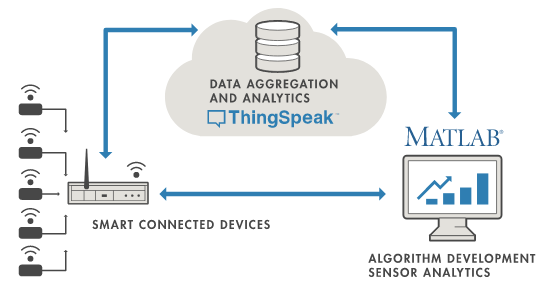 DATA AGGREGATION
AND ANALYTICS
ThingSpeak™
MATLAB®
SMART CONNECTED DEVICES
ALGORITHM DEVELOPMENT
SENSOR ANALYTICS